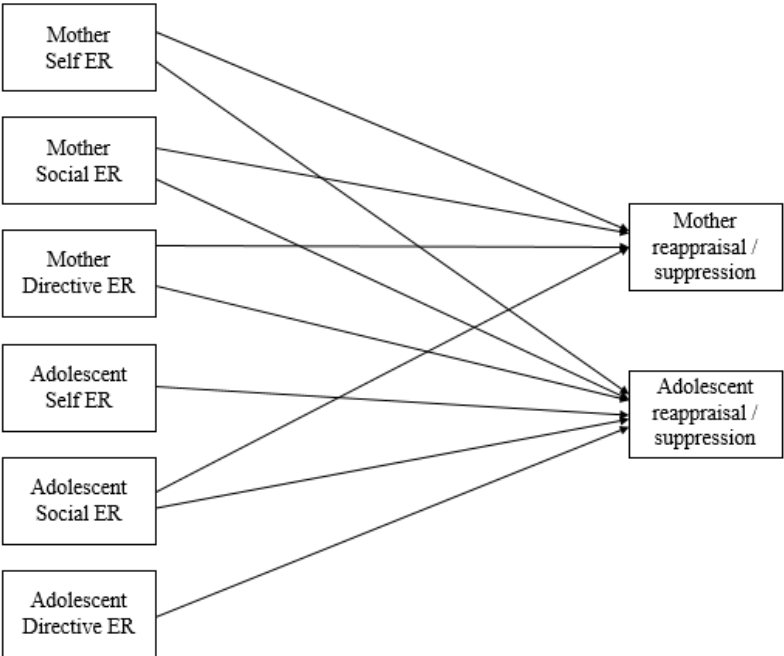 Mother
Self ER
Mother
Social ER
Mother
Directive ER
Adolescent
Self ER
Adolescent
Social ER
Adolescent
Directive ER
Mother
reappraisal /
suppression
Adolescent
reappraisal /
suppression